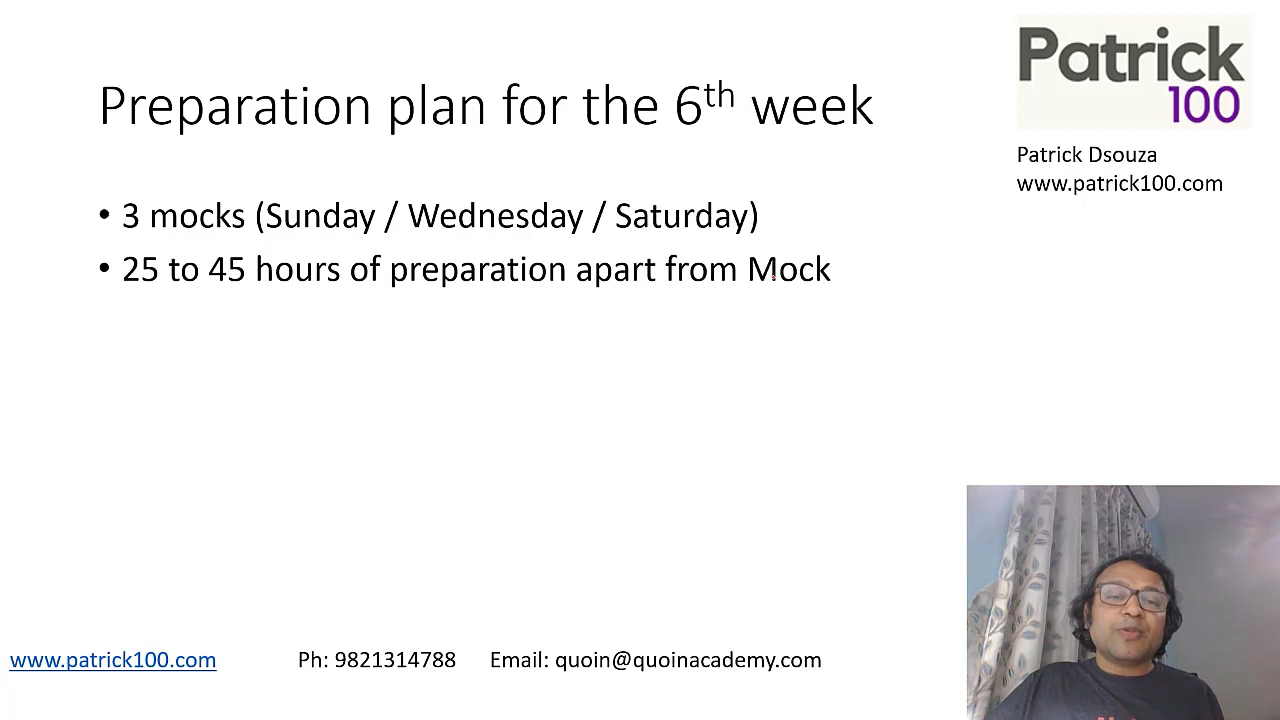 Patrick
100
Preparation plan for the 6th week
Patrick Dsouza
www.patrick100.com
• 3 mocks (Sunday / Wednesday / Saturday)
• 25 to 45 hours of preparation apart from Mock
www.patrick100.com Ph: 9821314788 Email: quoin@quoinacademy.com